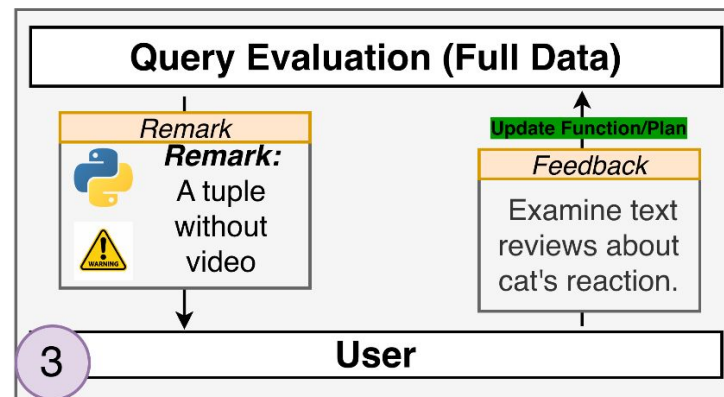 Query Evaluation (Full Data)
Remark
Remark:
A tuple
without
video
WARNING
Update Function/Plan
Feedback
Examine text
reviews about
cat's reaction.
3
User